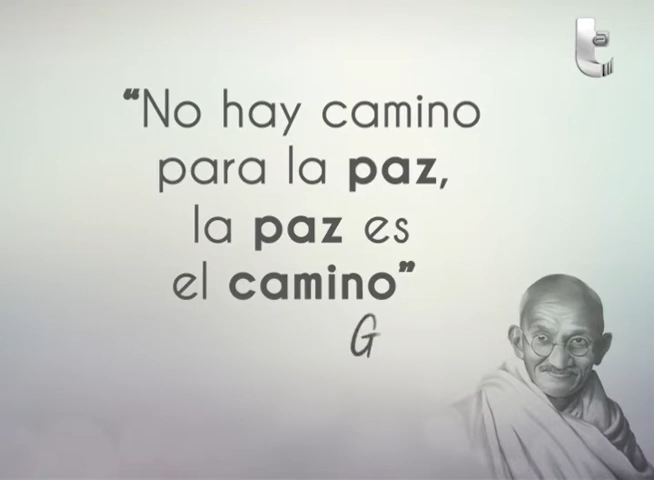 “No hay camino
para la paz,
la paz es
el camino”
G